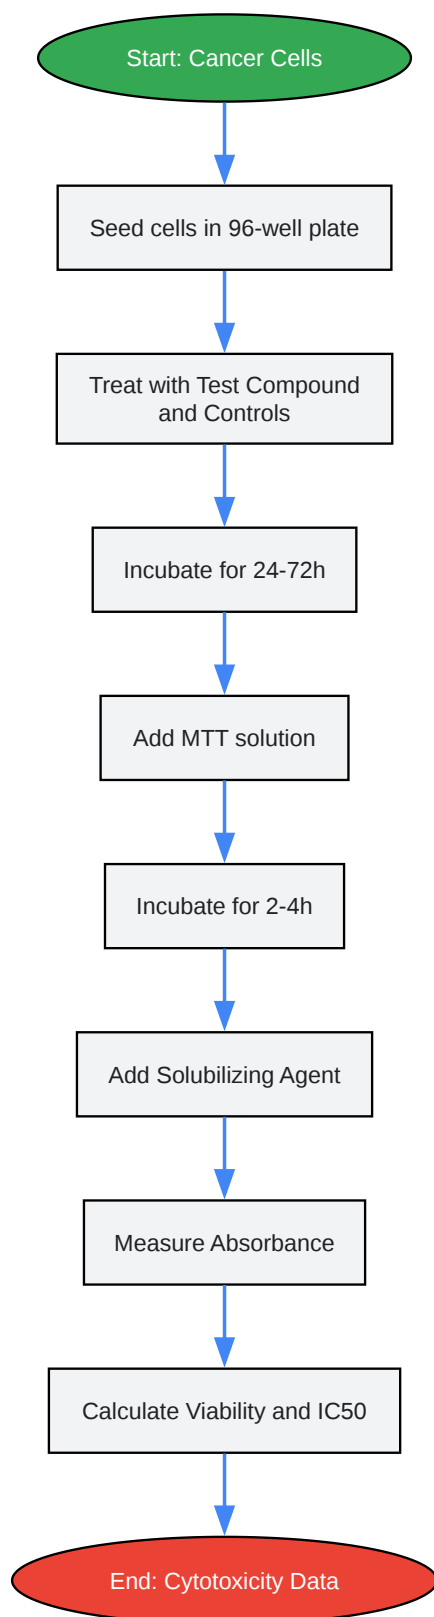 Start: Cancer Cells
Seed cells in 96-well plate
Treat with Test Compound
and Controls
Incubate for 24-72h
Add MTT solution
Incubate for 2-4h
Add Solubilizing Agent
Measure Absorbance
Calculate Viability and IC50
End: Cytotoxicity Data